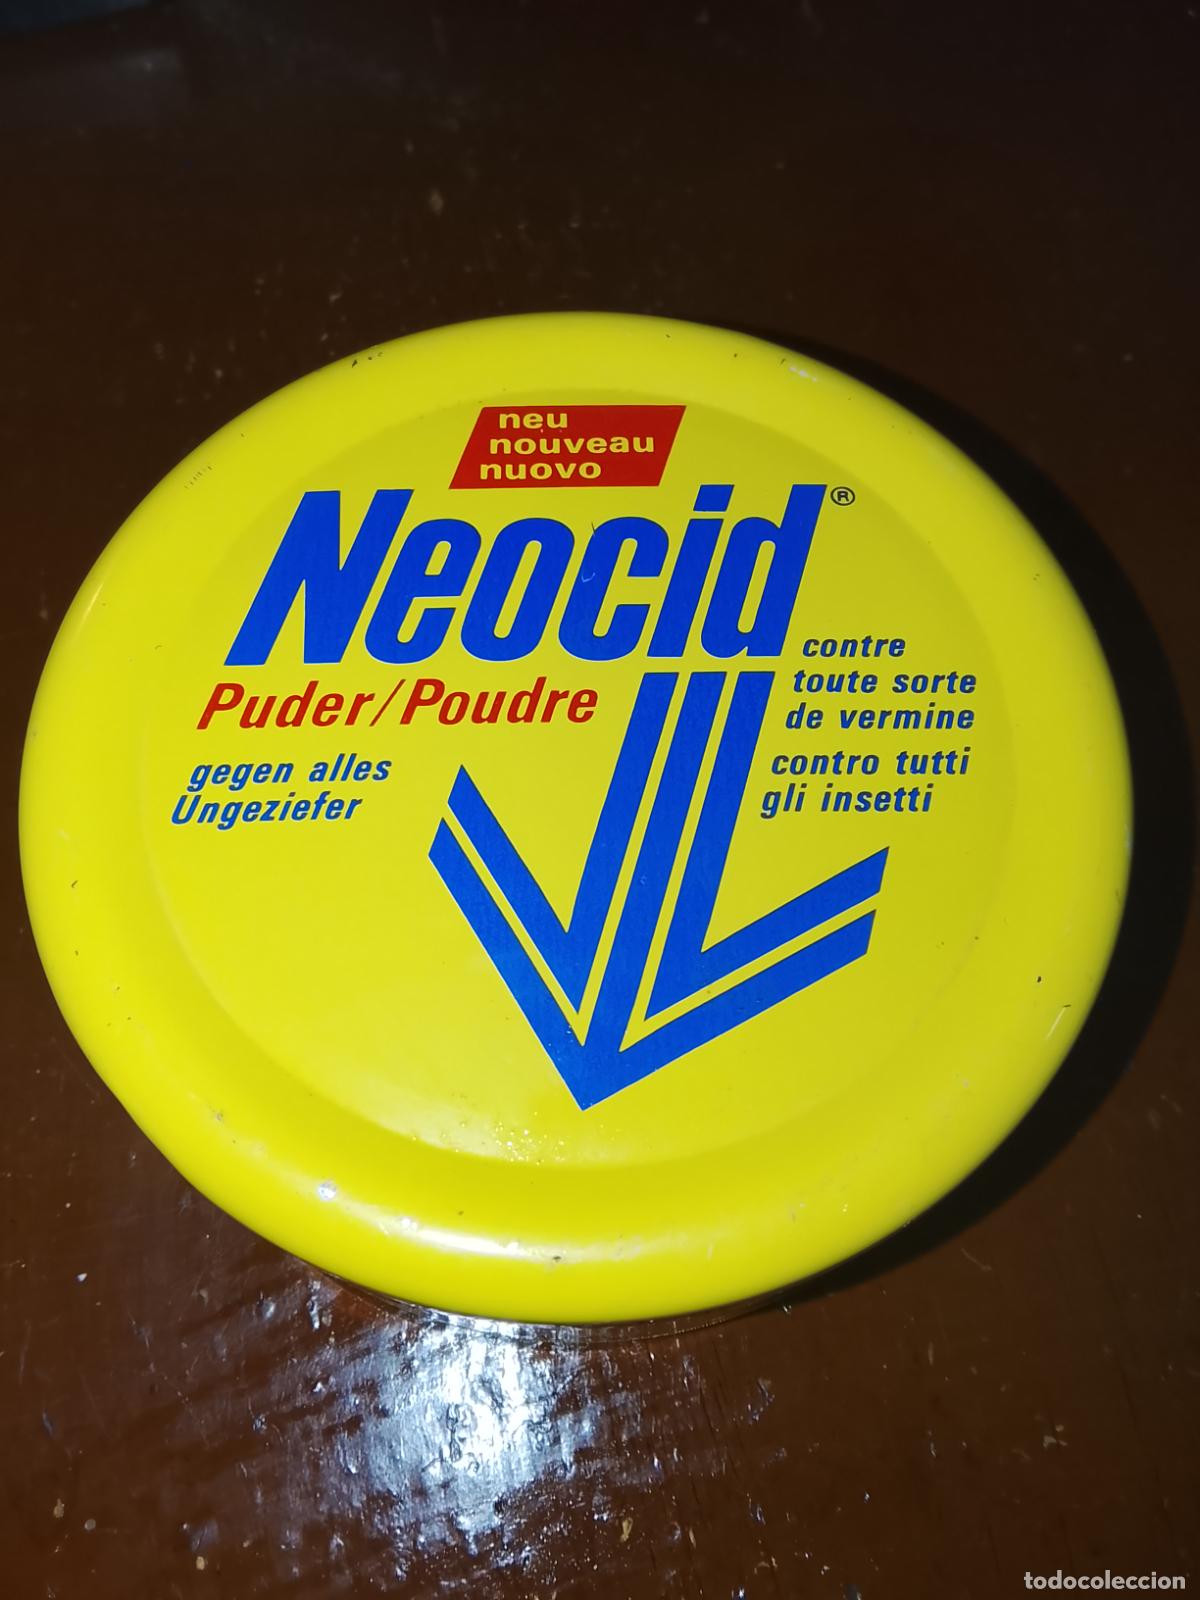 neu
nouveau
nuovo
Neocid®
Puder/Poudre
gegen alles
Ungeziefer
contre
toute sorte
de vermine
contro tutti
gli insetti
todocoleccion